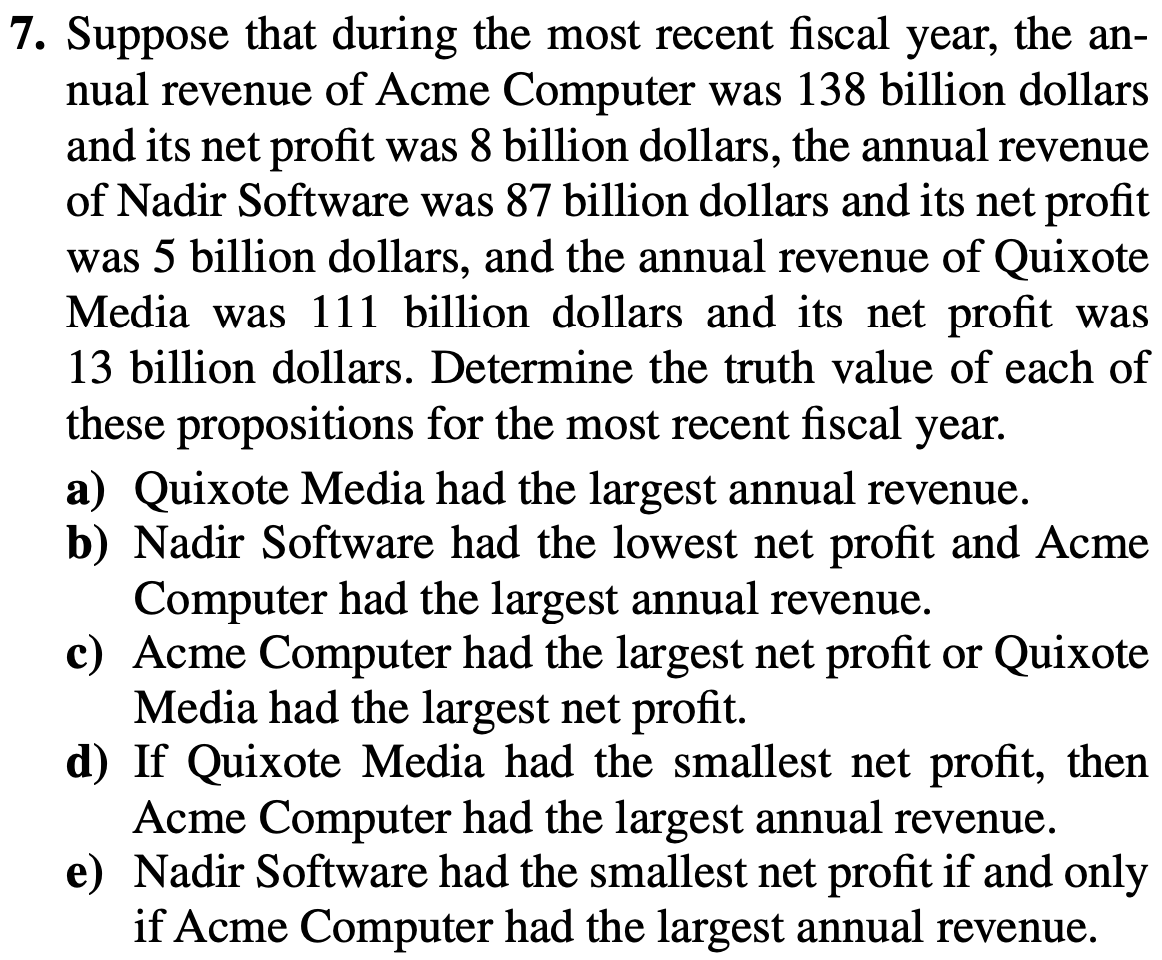 7. Suppose that during the most recent fiscal year, the an-
nual revenue of Acme Computer was 138 billion dollars
and its net profit was 8 billion dollars, the annual revenue
of Nadir Software was 87 billion dollars and its net profit
was 5 billion dollars, and the annual revenue of Quixote
Media was 111 billion dollars and its net profit was
13 billion dollars. Determine the truth value of each of
these propositions for the most recent fiscal year.
a) Quixote Media had the largest annual revenue.
b) Nadir Software had the lowest net profit and Acme
Computer had the largest annual revenue.
c) Acme Computer had the largest net profit or Quixote
Media had the largest net profit.
d) If Quixote Media had the smallest net profit, then
Acme Computer had the largest annual revenue.
e) Nadir Software had the smallest net profit if and only
if Acme Computer had the largest annual revenue.